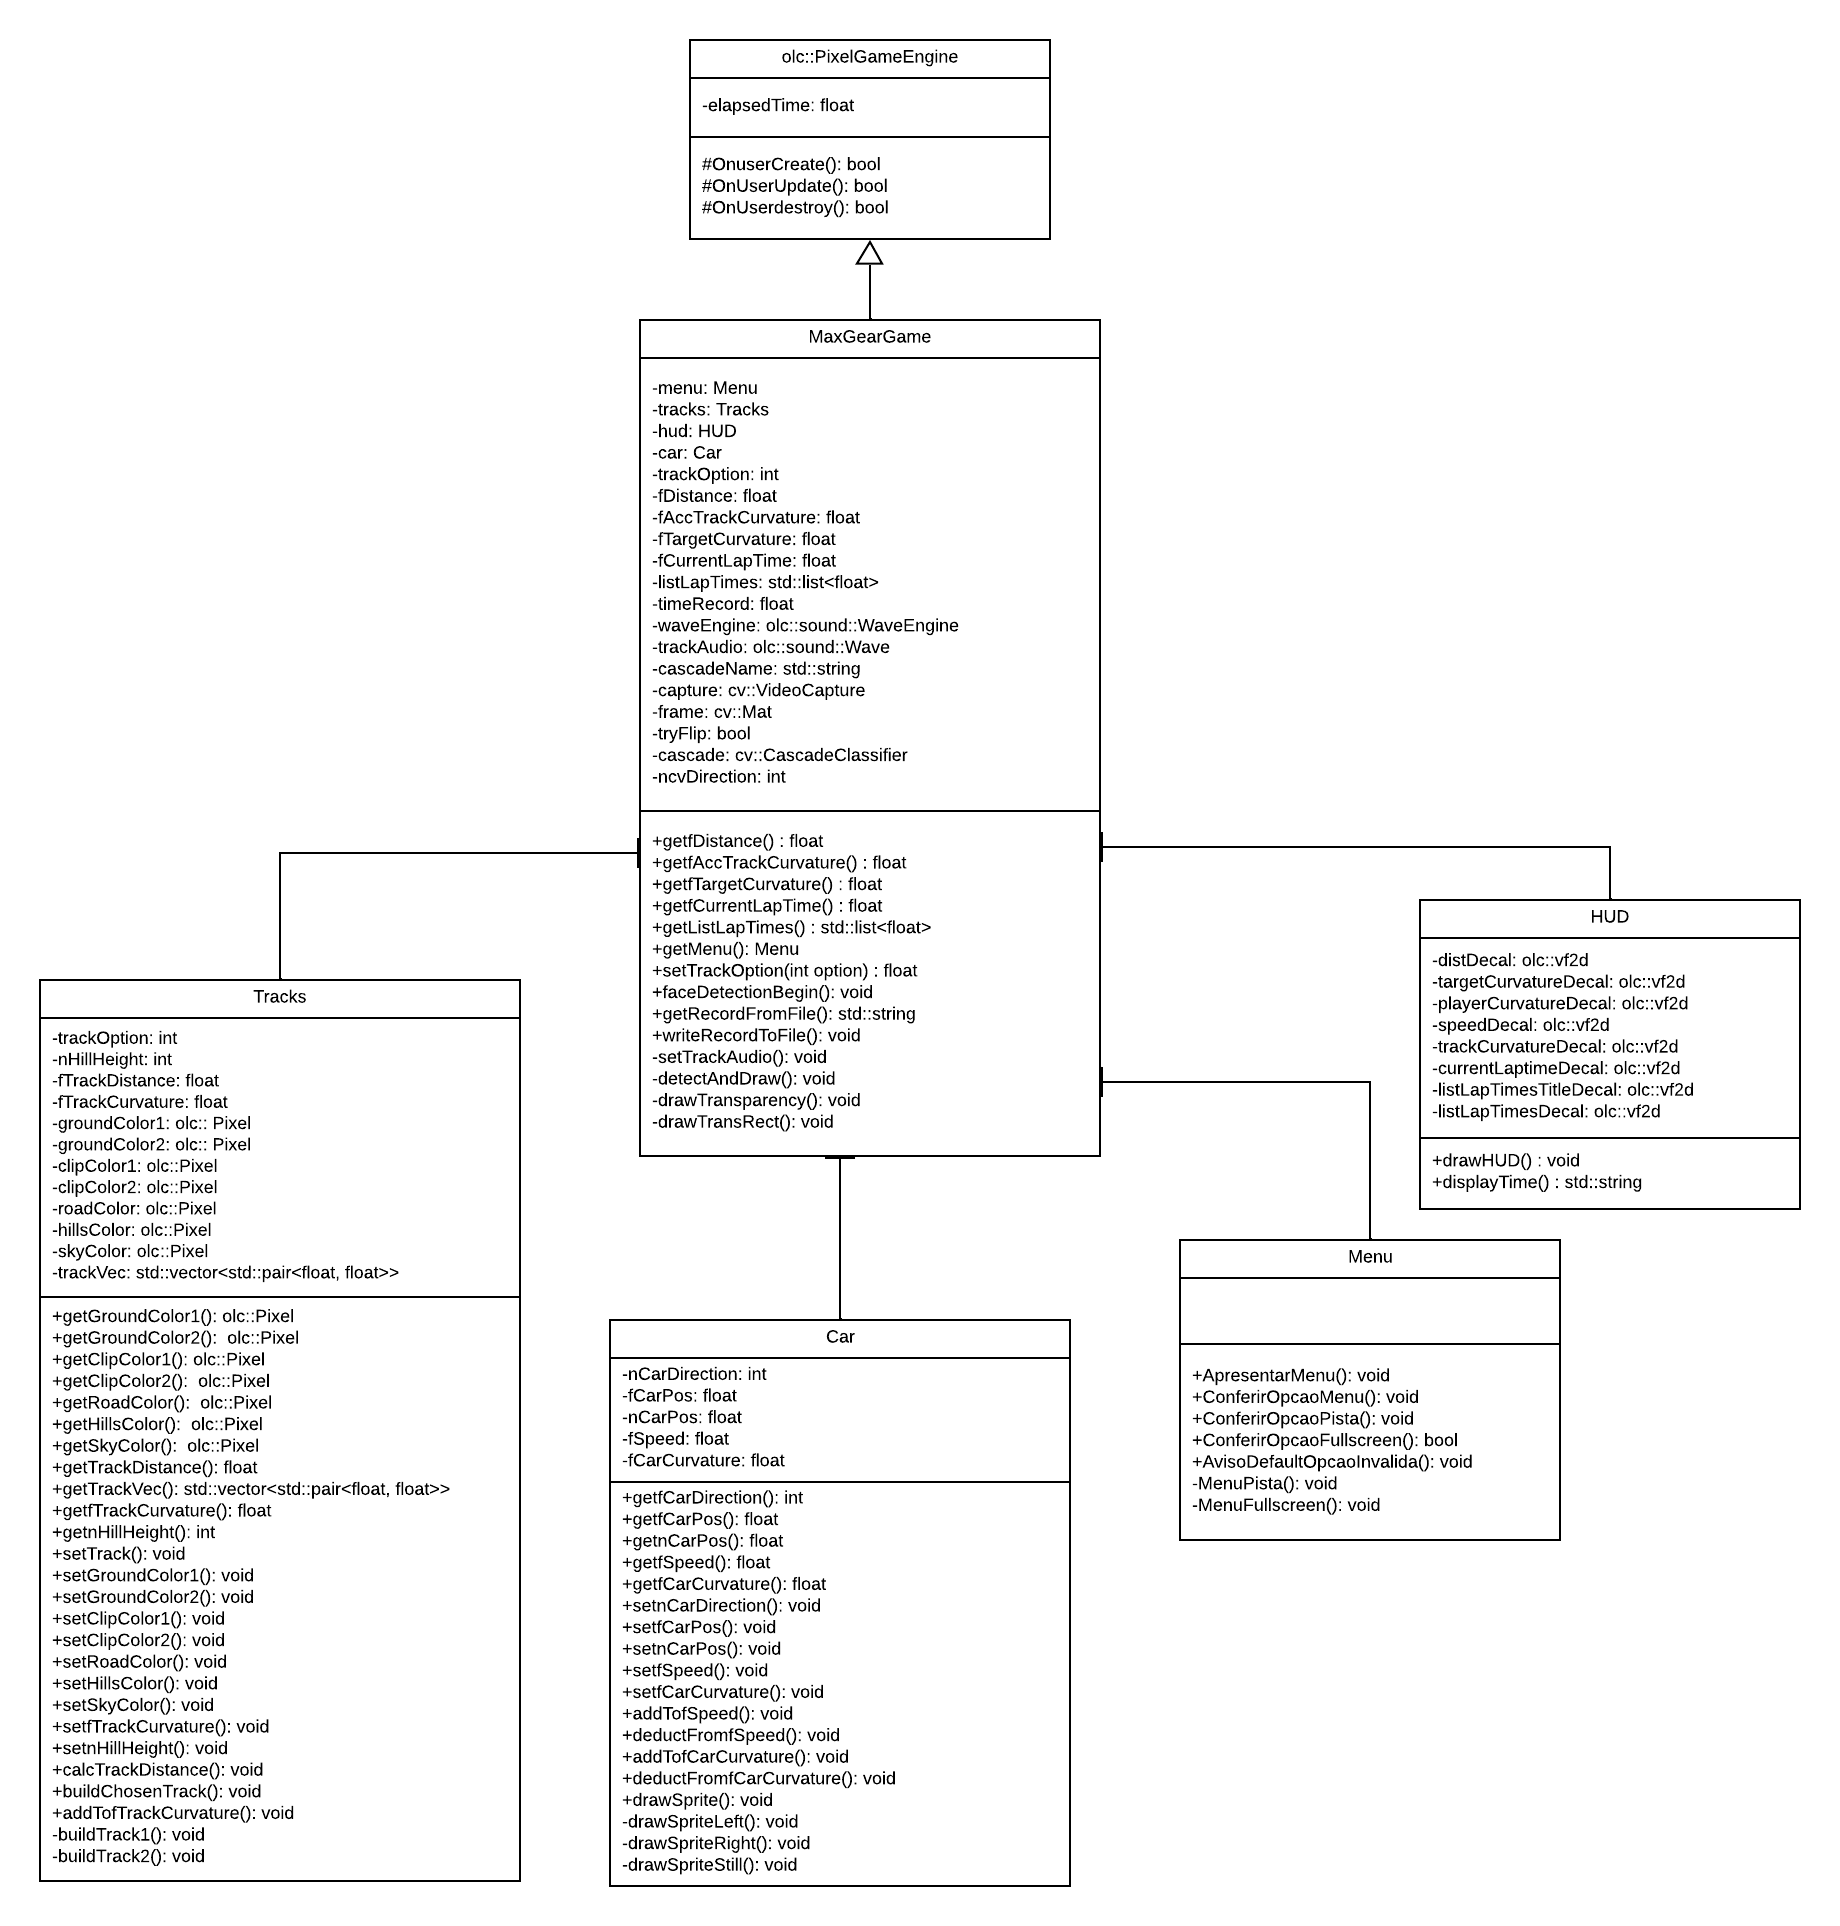 olc::PixelGameEngine
-elapsedTime: float
#OnuserCreate(): bool
#OnUserUpdate(): bool
#OnUserdestroy(): bool
MaxGearGame
-menu: Menu
-tracks: Tracks
-hud: HUD
-car: Car
-trackOption: int
-fDistance: float
-fAccTrackCurvature: float
-fTargetCurvature: float
-fCurrentLapTime: float
-listLapTimes: std::list<float>
-timeRecord: float
-waveEngine: olc::sound::WaveEngine
-trackAudio: olc::sound::Wave
-cascadeName: std::string
-capture: cv::VideoCapture
-frame: cv::Mat
-tryFlip: bool
-cascade: cv::CascadeClassifier
-ncvDirection: int
+getfDistance() : float
+getfAccTrackCurvature() : float
+getfTargetCurvature() : float
+getfCurrentLapTime() : float
+getListLapTimes() : std::list<float>
+getMenu(): Menu
+setTrackOption(int option) : float
+faceDetectionBegin(): void
+getRecordFromFile(): std::string
+writeRecordToFile(): void
-setTrackAudio(): void
-detectAndDraw(): void
-drawTransparency(): void
-drawTransRect(): void
Tracks
-trackOption: int
-nHillHeight: int
-fTrackDistance: float
-fTrackCurvature: float
-groundColor1: olc:: Pixel
-groundColor2: olc:: Pixel
-clipColor1: olc::Pixel
-clipColor2: olc::Pixel
-roadColor: olc::Pixel
-hillsColor: olc::Pixel
-skyColor: olc::Pixel
-trackVec: std::vector<std::pair<float, float>>
+getGroundColor1(): olc::Pixel
+getGroundColor2():  olc::Pixel
+getClipColor1(): olc::Pixel
+getClipColor2():  olc::Pixel
+getRoadColor():  olc::Pixel
+getHillsColor():  olc::Pixel
+getSkyColor():  olc::Pixel
+getTrackDistance(): float
+getTrackVec(): std::vector<std::pair<float, float>>
+getfTrackCurvature(): float
+getnHillHeight(): int
+setTrack(): void
+setGroundColor1(): void
+setGroundColor2(): void
+setClipColor1(): void
+setClipColor2(): void
+setRoadColor(): void
+setHillsColor(): void
+setSkyColor(): void
+setfTrackCurvature(): void
+setnHillHeight(): void
+calcTrackDistance(): void
+buildChosenTrack(): void
+addTofTrackCurvature(): void
-buildTrack1(): void
-buildTrack2(): void
Car
-nCarDirection: int
-fCarPos: float
-nCarPos: float
-fSpeed: float
-fCarCurvature: float
+getfCarDirection(): int
+getfCarPos(): float
+getnCarPos(): float
+getfSpeed(): float
+getfCarCurvature(): float
+setnCarDirection(): void
+setfCarPos(): void
+setnCarPos(): void
+setfSpeed(): void
+setfCarCurvature(): void
+addTofSpeed(): void
+deductFromfSpeed(): void
+addTofCarCurvature(): void
+deductFromfCarCurvature(): void
+drawSprite(): void
-drawSpriteLeft(): void
-drawSpriteRight(): void
-drawSpriteStill(): void
HUD
-distDecal: olc::vf2d
-targetCurvatureDecal: olc::vf2d
-playerCurvatureDecal: olc::vf2d
-speedDecal: olc::vf2d
-trackCurvatureDecal: olc::vf2d
-currentLaptimeDecal: olc::vf2d
-listLapTimesTitleDecal: olc::vf2d
-listLapTimesDecal: olc::vf2d
+drawHUD() : void
+displayTime() : std::string
Menu
+ApresentarMenu(): void
+ConferirOpcaoMenu(): void
+ConferirOpcaoPista(): void
+ConferirOpcaoFullscreen(): bool
+AvisoDefaultOpcaoInvalida(): void
-MenuPista(): void
-MenuFullscreen(): void